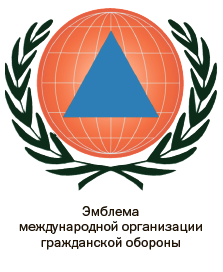 Эмблема
международной организации
гражданской обороны